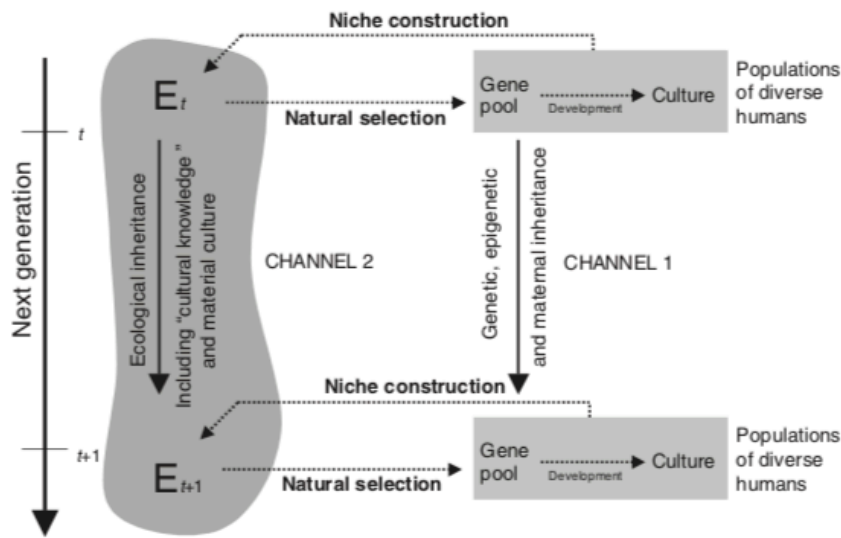 Niche construction
E t
Natural selection
Gene
pool
Development
Culture
Populations
of diverse
humans
t
Next generation
Ecological inheritance
Including “cultural knowledge”
and material culture
CHANNEL 2
Genetic, epigenetic
and maternal inheritance
CHANNEL 1
Niche construction
t+1
E t+1
Natural selection
Gene
pool
Development
Culture
Populations
of diverse
humans